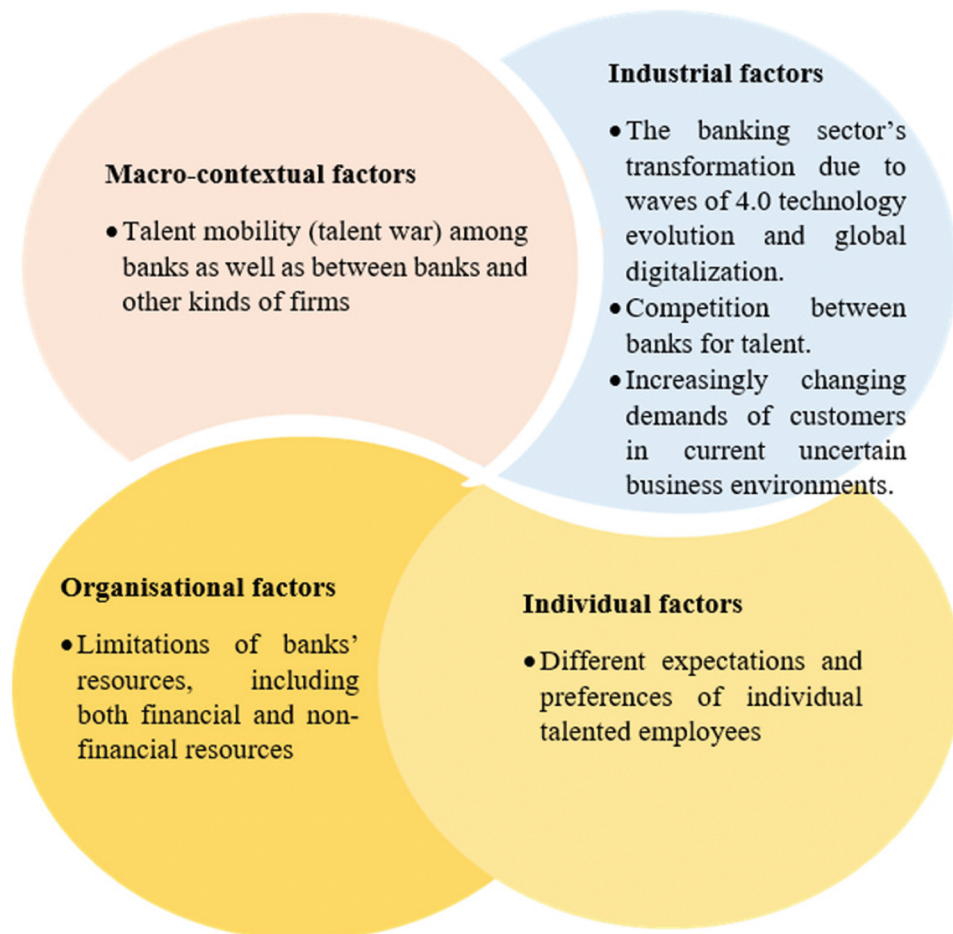 Macro-contextual factors
• Talent mobility (talent war) among
banks as well as between banks and
other kinds of firms
Industrial factors
• The banking sector’s
transformation due to
waves of 4.0 technology
evolution and global
digitalization.
• Competition between
banks for talent.
• Increasingly changing
demands of customers
in current uncertain
business environments.
Organisational factors
• Limitations of banks’
resources, including
both financial and non-
financial resources
Individual factors
• Different expectations and
preferences of individual
talented employees